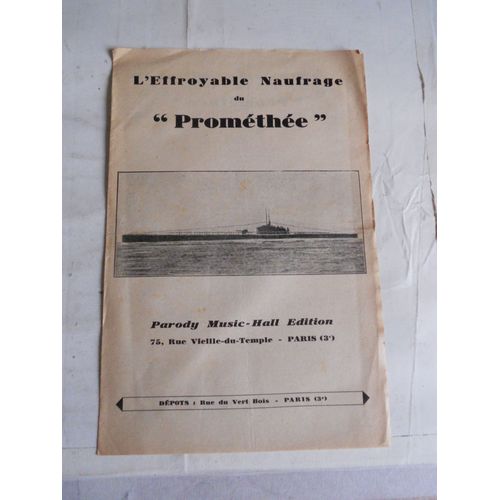 L'Effroyable Naufrage
du
“ Prométhée ”
Parody Music-Hall Edition
75, Rue Vieille-du-Temple - PARIS (3e)
DÉPOTS : Rue du Vert Bois - PARIS (3e)